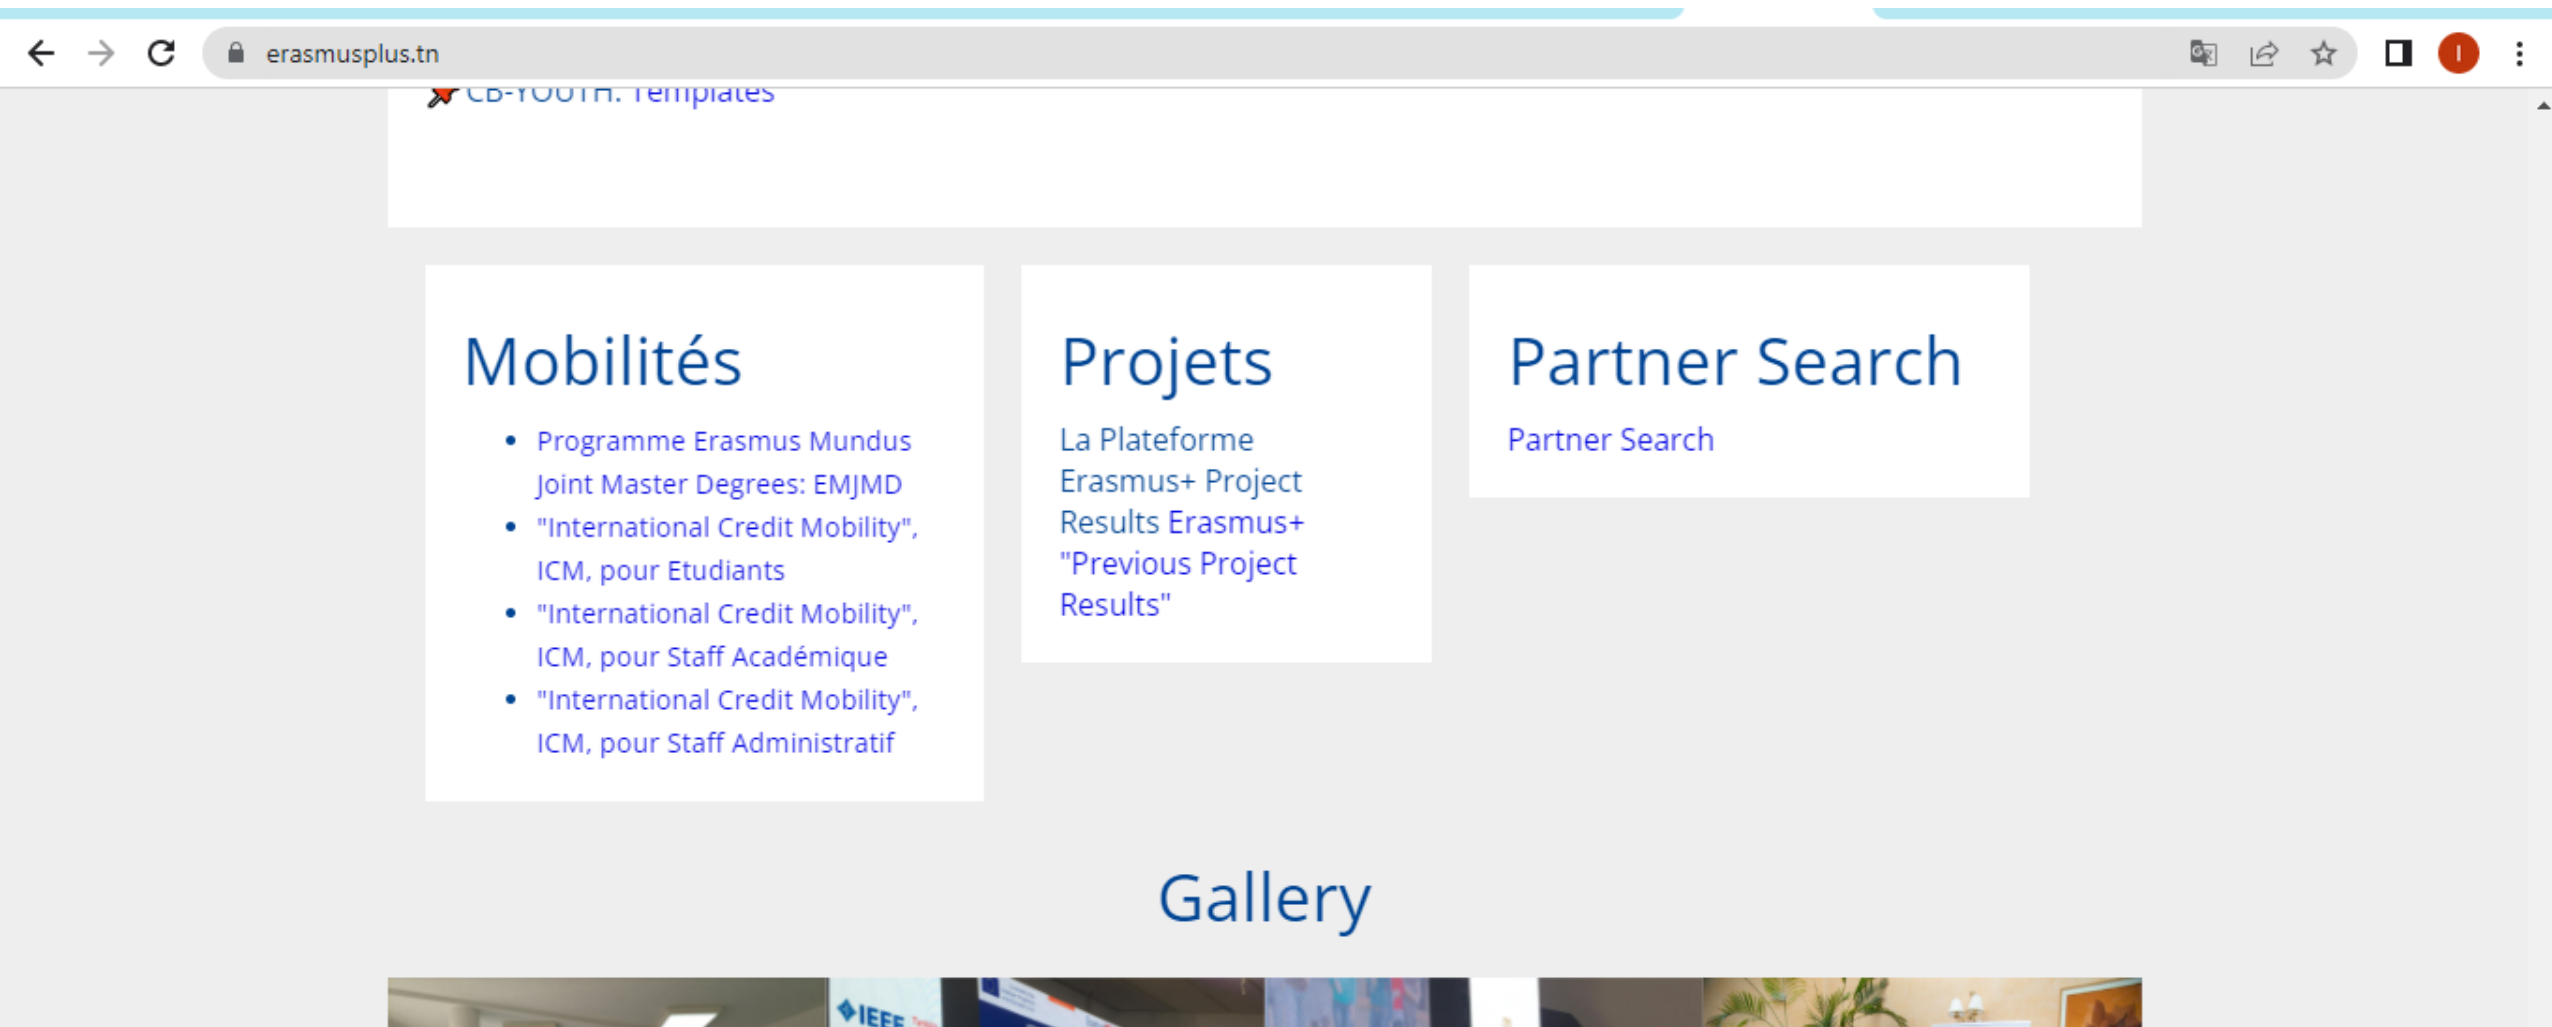 erasmusplus.tn
I
CB-YOUTH: Templates
Mobilités
Programme Erasmus Mundus
Joint Master Degrees: EMJMD
"International Credit Mobility",
ICM, pour Etudiants
"International Credit Mobility",
ICM, pour Staff Académique
"International Credit Mobility",
ICM, pour Staff Administratif
Projets
La Plateforme
Erasmus+ Project
Results Erasmus+
"Previous Project
Results"
Partner Search
Partner Search
Gallery
IEEE